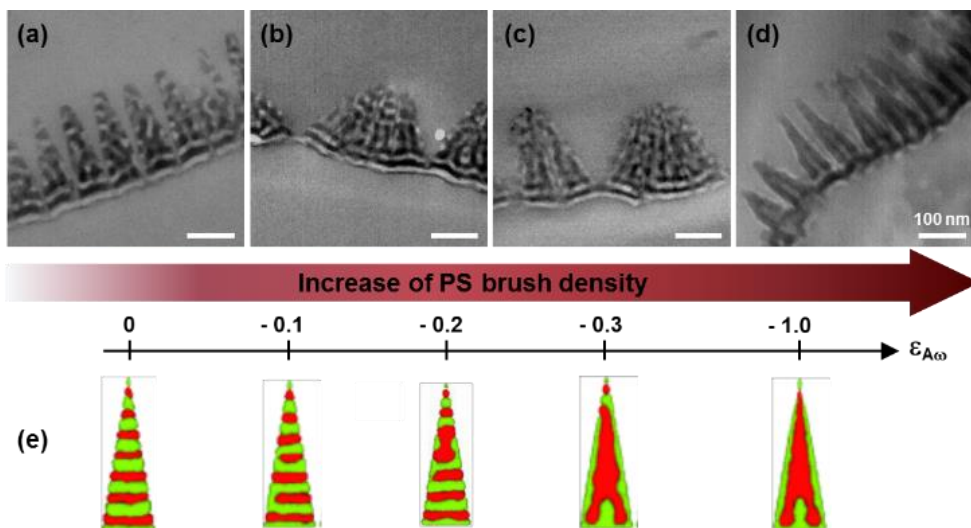 (a) (b) (c) (d)
100 nm
Increase of PS brush density
0 - 0.1 - 0.2 - 0.3 - 1.0
εAω
(e)